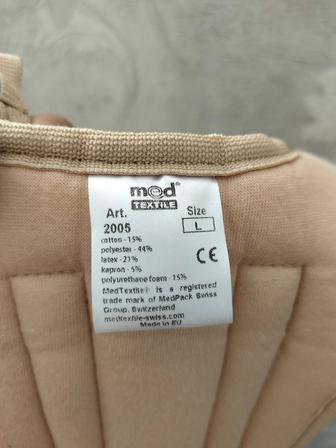 med®
TEXTILE
Art. Size
2005 L
cotton - 15%
polyester - 44%
latex - 21%
kapron - 5%
polyurethane foam - 15%
CE
MedTextile® is a registered
trade mark of MedPack Swiss
Group, Switzerland
medtextile-swiss.com
Made in EU